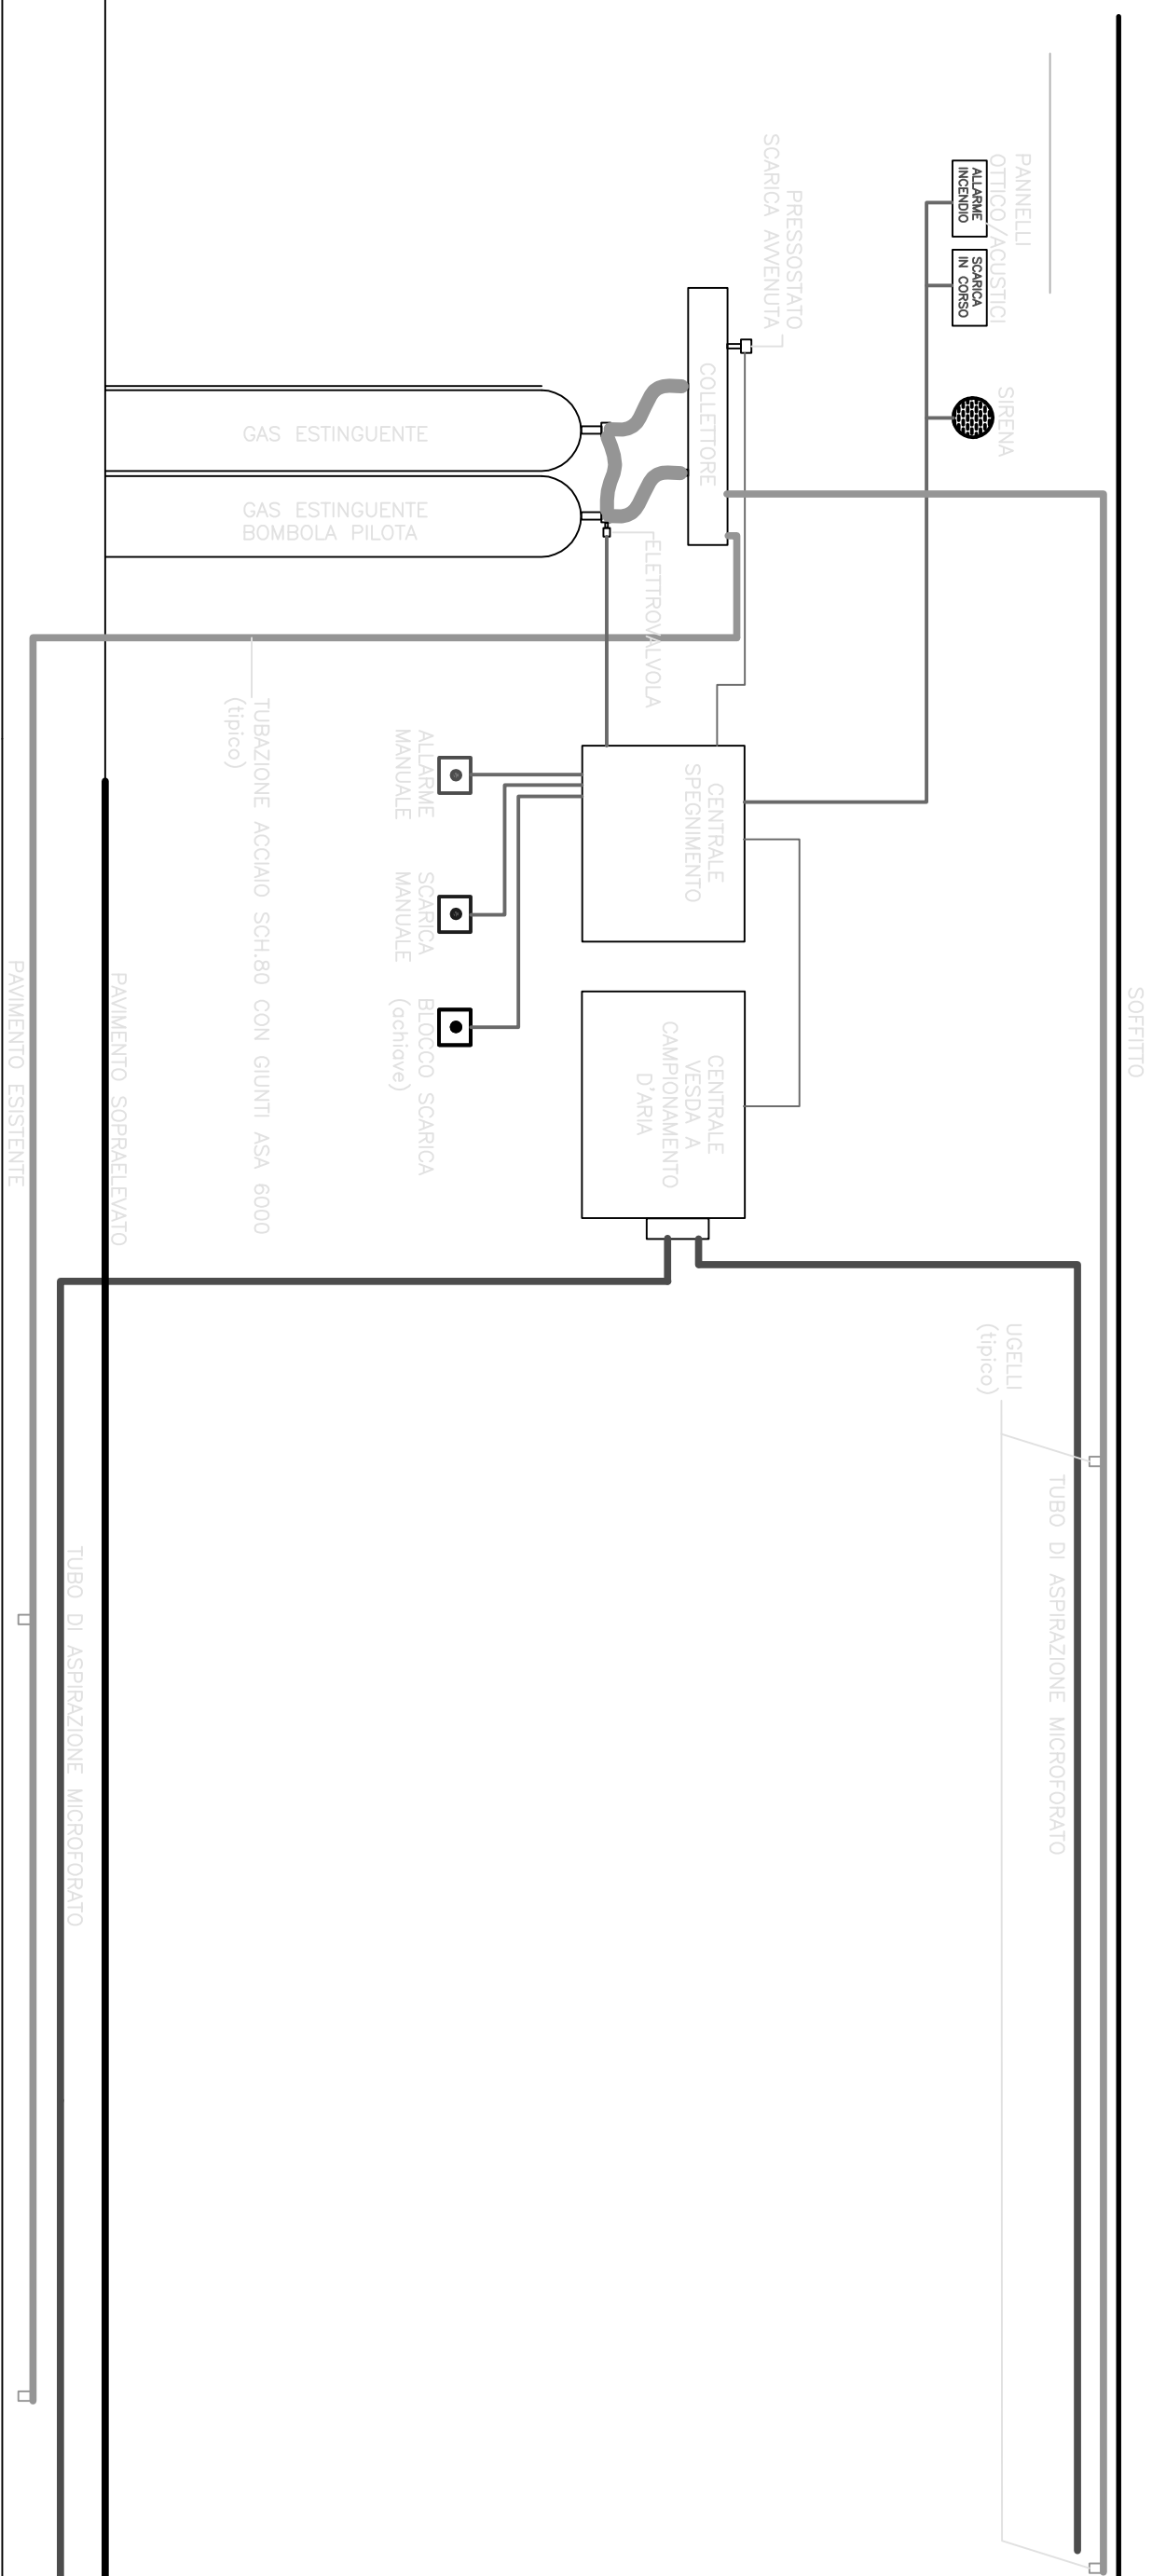 SOFFITTO
PANNELLI
OTTICO/ACUSTICI
ALLARME
INCENDIO
SCARICA
IN CORSO
SIRENA
UGELLI
(tipico)
TUBO DI ASPIRAZIONE MICROFORATO
PRESSOSTATO
SCARICA AVVENUTA
COLLETTORE
ELETTROVALVOLA
CENTRALE
SPEGNIMENTO
CENTRALE
VESDA A
CAMPIONAMENTO
D'ARIA
GAS ESTINGUENTE
GAS ESTINGUENTE
BOMBOLA PILOTA
ALLARME
MANUALE
SCARICA
MANUALE
BLOCCO SCARICA
(achiave)
TUBAZIONE ACCIAIO SCH.80 CON GIUNTI ASA 6000
(tipico)
PAVIMENTO SOPRAELEVATO
TUBO DI ASPIRAZIONE MICROFORATO
PAVIMENTO ESISTENTE